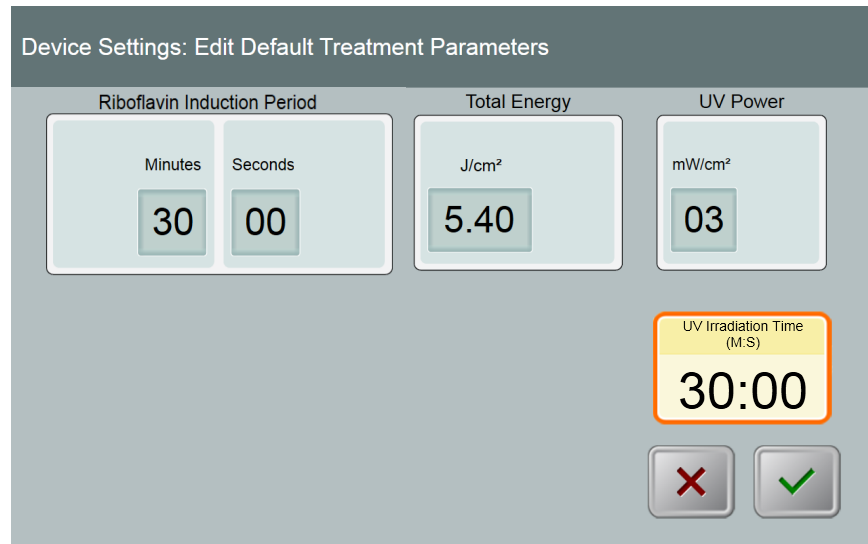 Device Settings: Edit Default Treatment Parameters
Riboflavin Induction Period
Total Energy
UV Power
Minutes
Seconds
J/cm²
mW/cm²
30
00
5.40
03
UV Irradiation Time
(M:S)
30:00